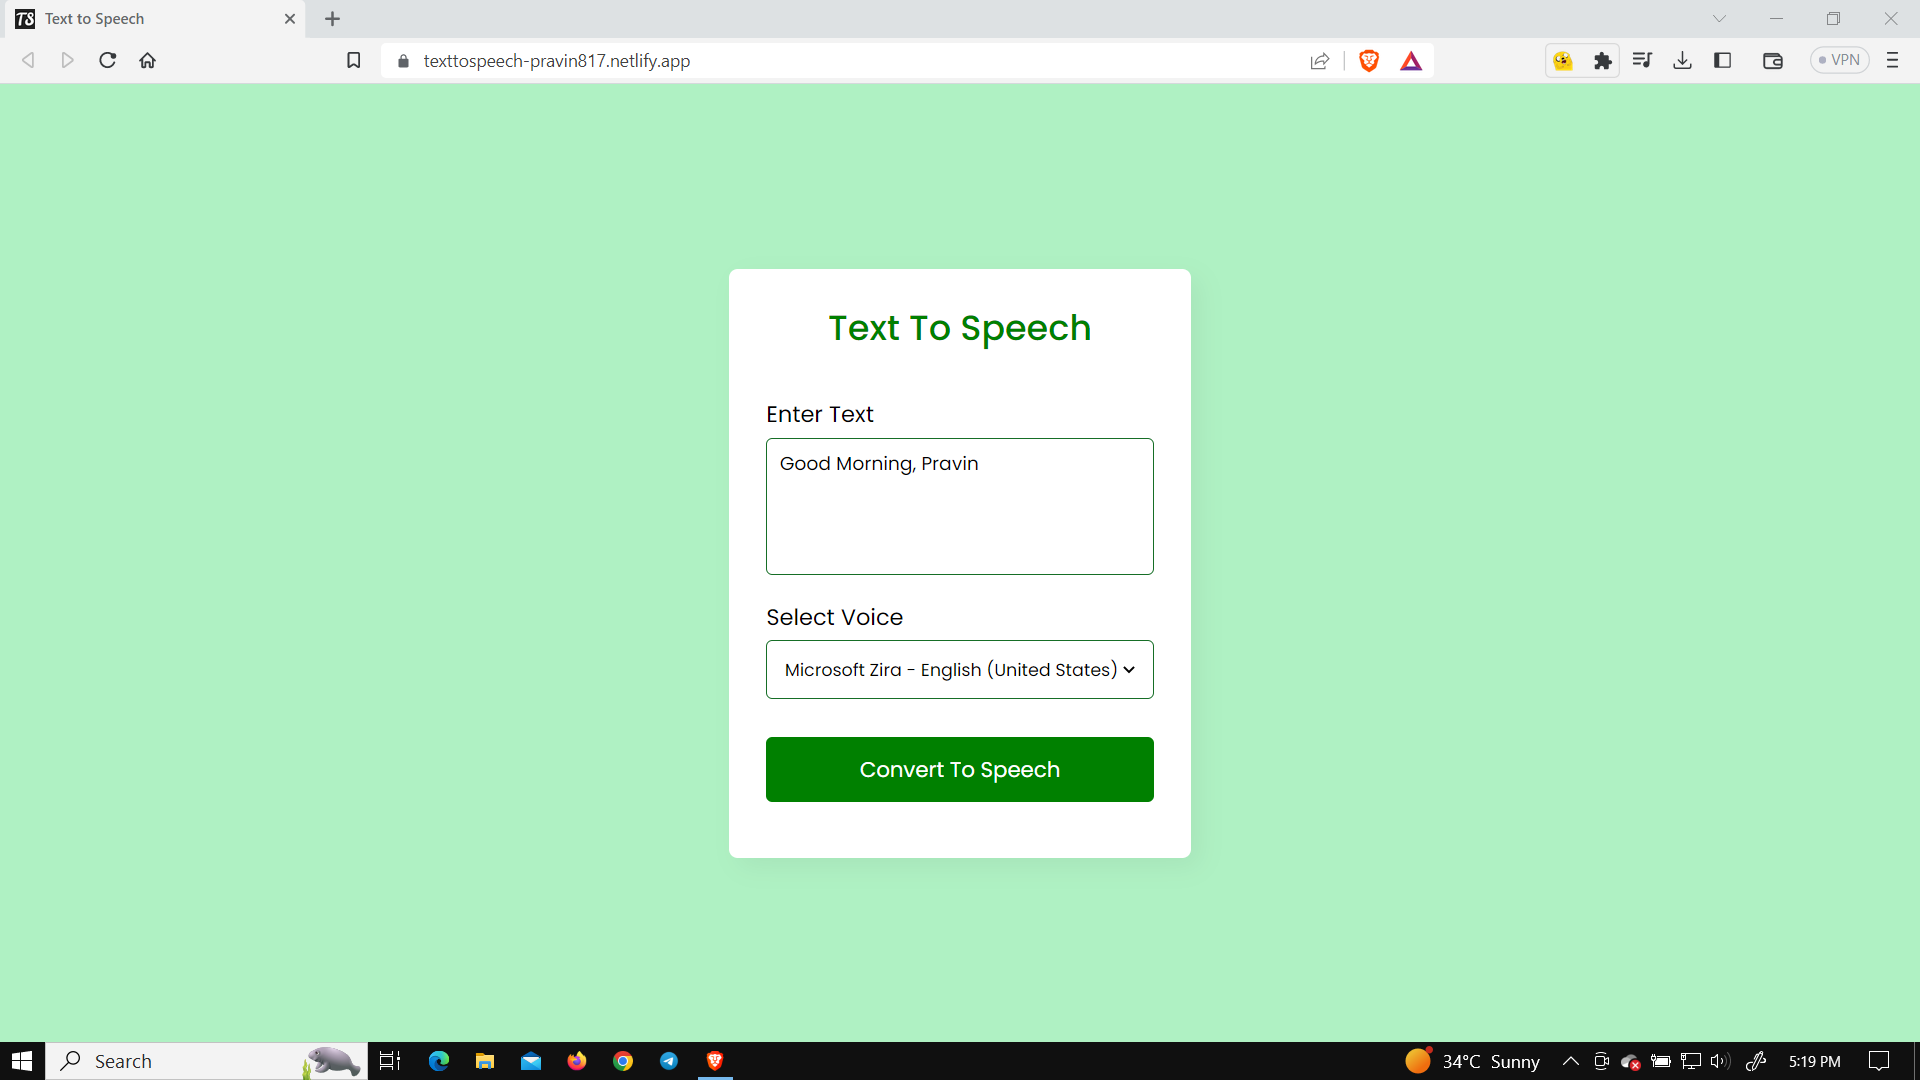 TS Text to Speech
texttospeech-pravin817.netlify.app
VPN
Text To Speech
Enter Text
Good Morning, Pravin
Select Voice
Microsoft Zira - English (United States)
Convert To Speech
Search
34°C Sunny
5:19 PM